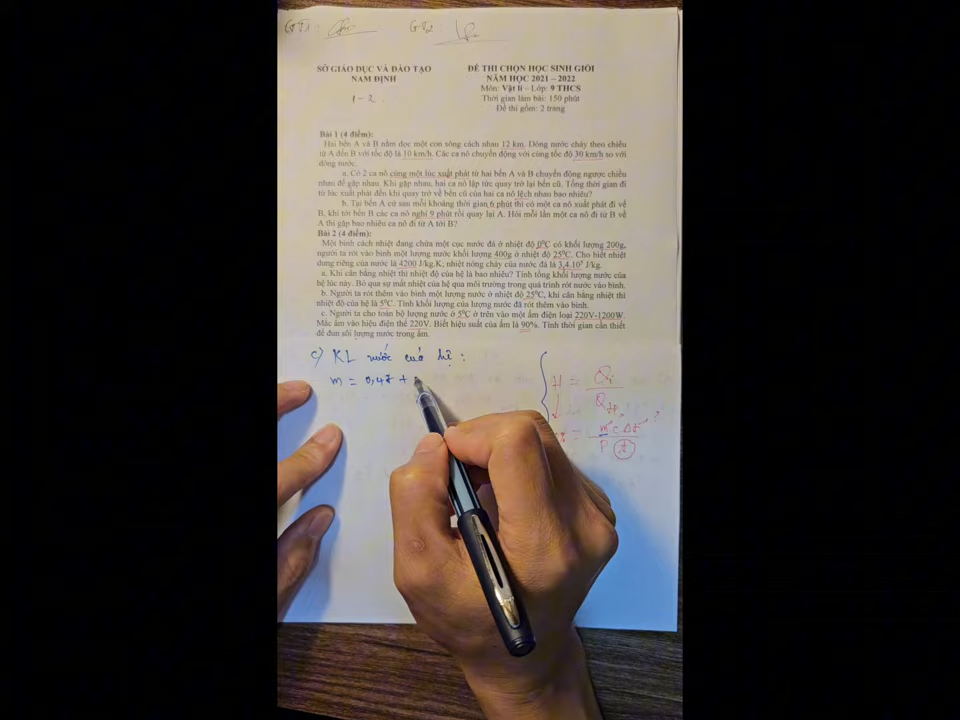 GT1: GT2:
SỞ GIÁO DỤC VÀ ĐÀO TẠO
NAM ĐỊNH
1-2
ĐỀ THI CHỌN HỌC SINH GIỎI
NĂM HỌC 2021 – 2022
Môn: Vật lí – Lớp: 9 THCS
Thời gian làm bài: 150 phút
Đề thi gồm: 2 trang
Bài 1 (4 điểm):
Hai bến A và B nằm dọc một con sông cách nhau 12 km. Dòng nước chảy theo chiều
từ A đến B với tốc độ là 10 km/h. Các ca nô chuyển động với cùng tốc độ 30 km/h so với
dòng nước.
a. Có 2 ca nô cùng một lúc xuất phát từ hai bến A và B chuyển động ngược chiều
nhau để gặp nhau. Khi gặp nhau, hai ca nô lập tức quay trở lại bến cũ. Tổng thời gian đi
từ lúc xuất phát đến khi quay trở về bến cũ của hai ca nô lệch nhau bao nhiêu?
b. Tại bến A cứ sau mỗi khoảng thời gian 6 phút thì có một ca nô xuất phát đi về
B, khi tới bến B các ca nô nghỉ 9 phút rồi quay lại A. Hỏi mỗi lần một ca nô đi từ B về
A thì gặp bao nhiêu ca nô đi từ A tới B?
Bài 2 (4 điểm):
Một bình cách nhiệt đang chứa một cục nước đá ở nhiệt độ 0⁰C có khối lượng 200g,
người ta rót vào bình một lượng nước khối lượng 400g ở nhiệt độ 25⁰C. Cho biết nhiệt
dung riêng của nước là 4200 J/kg.K; nhiệt nóng chảy của nước đá là 3,4.10⁵ J/kg.
a. Khi cân bằng nhiệt thì nhiệt độ của hệ là bao nhiêu? Tính tổng khối lượng nước của
hệ lúc này. Bỏ qua sự mất nhiệt của hệ qua môi trường trong quá trình rót nước vào bình.
b. Người ta rót thêm vào bình một lượng nước ở nhiệt độ 25⁰C, khi cân bằng nhiệt thì
nhiệt độ của hệ là 5⁰C. Tính khối lượng của lượng nước đã rót thêm vào bình.
c. Người ta cho toàn bộ lượng nước ở 5⁰C ở trên vào một ấm điện loại 220V-1200W.
Mắc ấm vào hiệu điện thế 220V. Biết hiệu suất của ấm là 90%. Tính thời gian cần thiết
để đun sôi lượng nước trong ấm.
c) KL nước của hệ :
m = 0,
H = Qi / Qtp
% = m c Δt / P t